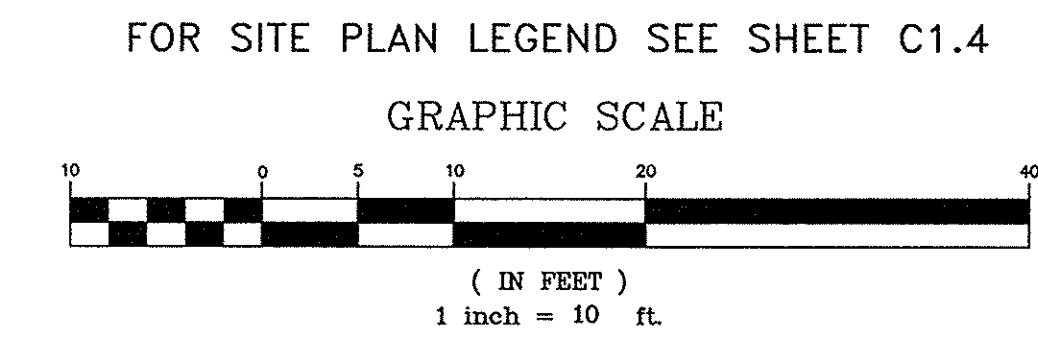 FOR SITE PLAN LEGEND SEE SHEET C1.4
GRAPHIC SCALE
10 0 5 10 20 40
( IN FEET )
1 inch = 10 ft.